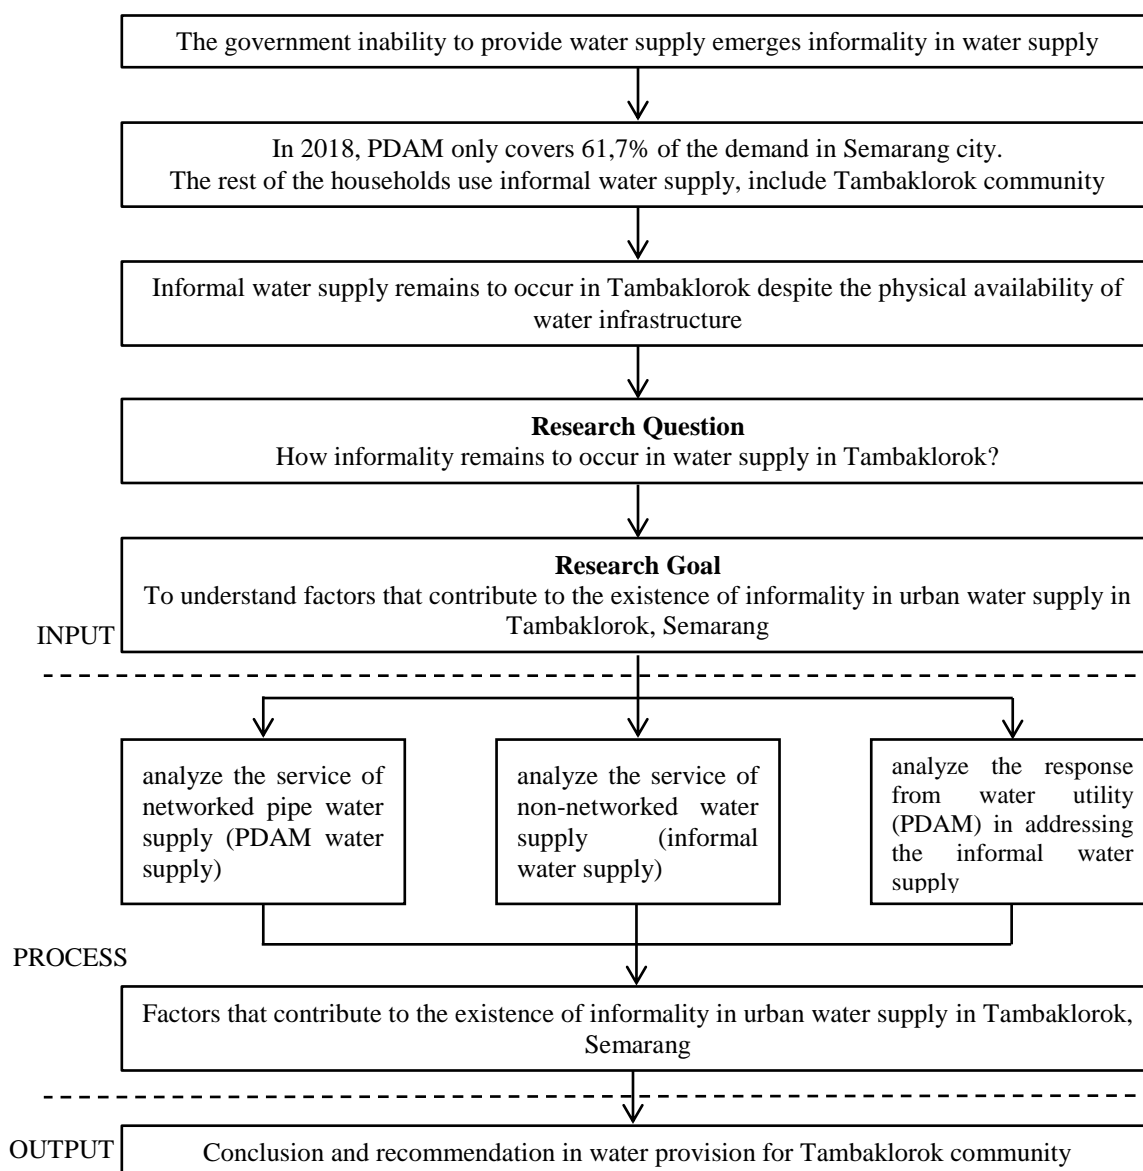 The government inability to provide water supply emerges informality in water supply
In 2018, PDAM only covers 61,7% of the demand in Semarang city.
The rest of the households use informal water supply, include Tambaklorok community
Informal water supply remains to occur in Tambaklorok despite the physical availability of
water infrastructure
Research Question
How informality remains to occur in water supply in Tambaklorok?
Research Goal
To understand factors that contribute to the existence of informality in urban water supply in
Tambaklorok, Semarang
INPUT
analyze the service of
networked pipe water
supply (PDAM water
supply)
analyze the service of
non-networked water
supply (informal
water supply)
analyze the response
from water utility
(PDAM) in addressing
the informal water
supply
PROCESS
Factors that contribute to the existence of informality in urban water supply in Tambaklorok,
Semarang
OUTPUT
Conclusion and recommendation in water provision for Tambaklorok community